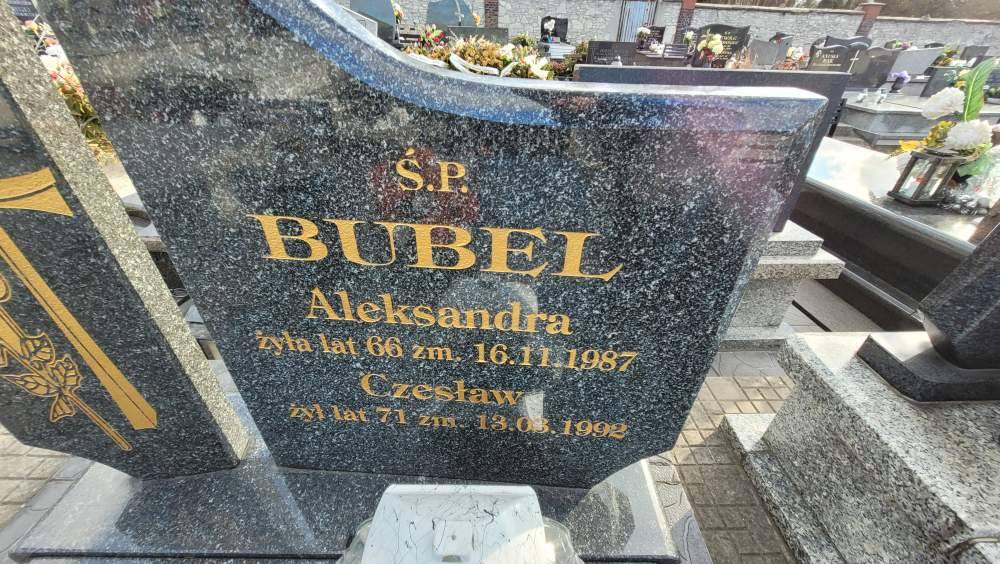 Ś.P.
BUBEL
Aleksandra
żyła lat 66 zm. 16.11.1987
Czesław
żył lat 71 zm. 13.03.1992